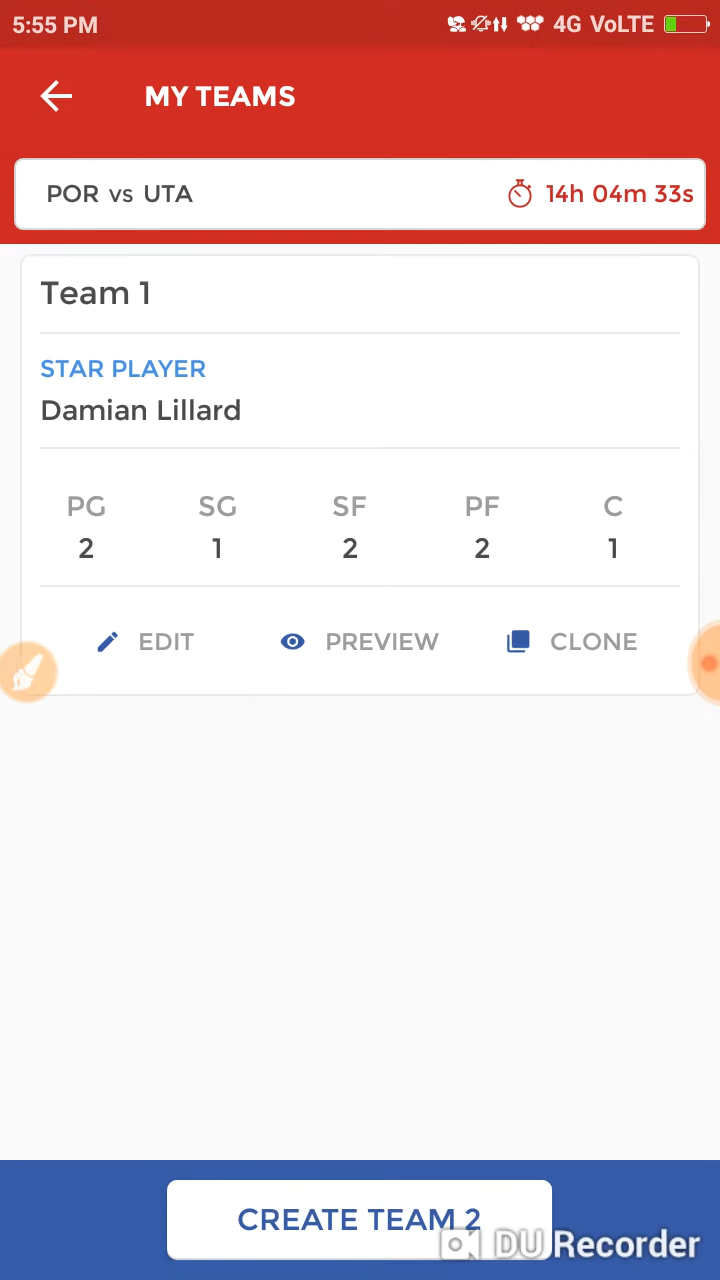 5:55 PM 4G VoLTE
MY TEAMS
POR vs UTA 14h 04m 33s
Team 1
STAR PLAYER
Damian Lillard
PG SG SF PF C
2 1 2 2 1
EDIT PREVIEW CLONE
CREATE TEAM 2
DU Recorder